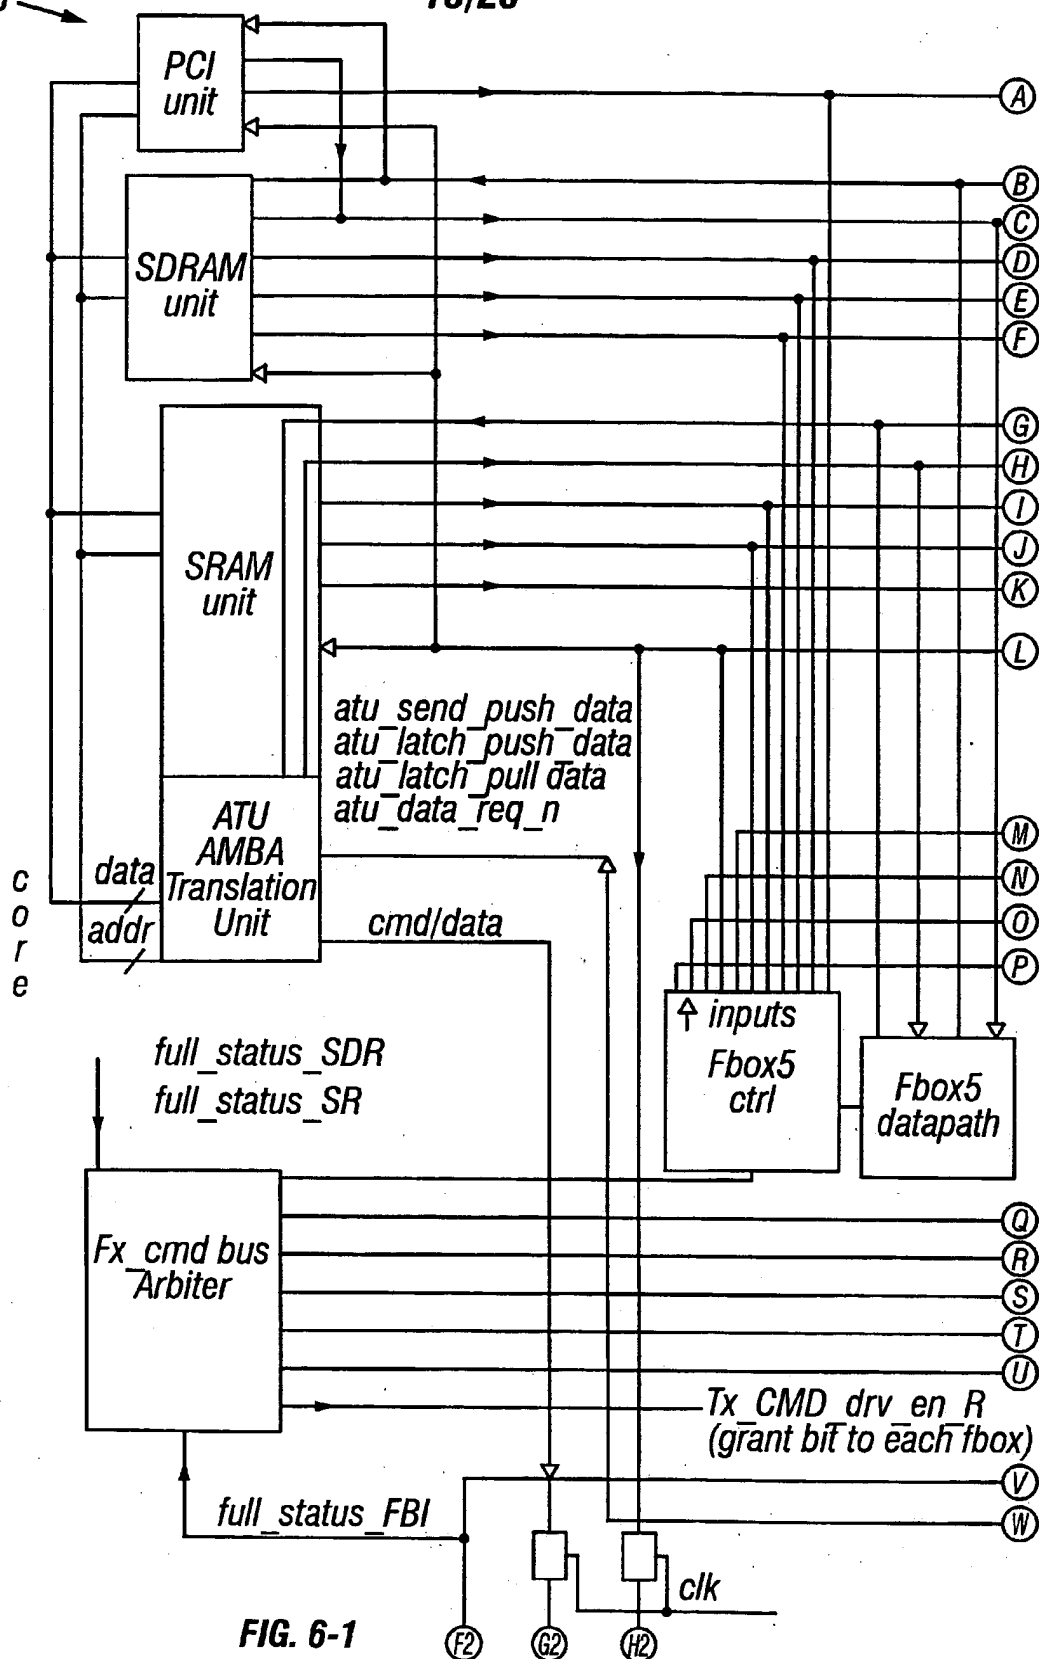 PCI
unit
A
B
C
SDRAM
unit
D
E
F
G
H
I
J
K
SRAM
unit
L
atu_send_push_data
atu_latch_push_data
atu_latch_pull data
atu_data_req_n
ATU
AMBA
Translation
Unit
M
N
O
P
core
data
addr
cmd/data
inputs
Fbox5
ctrl
Fbox5
datapath
full_status_SDR
full_status_SR
Fx_cmd bus
Arbiter
Q
R
S
T
U
Tx_CMD_drv_en_R
(grant bit to each fbox)
V
W
full_status_FBI
clk
FIG. 6-1
F2
G2
H2